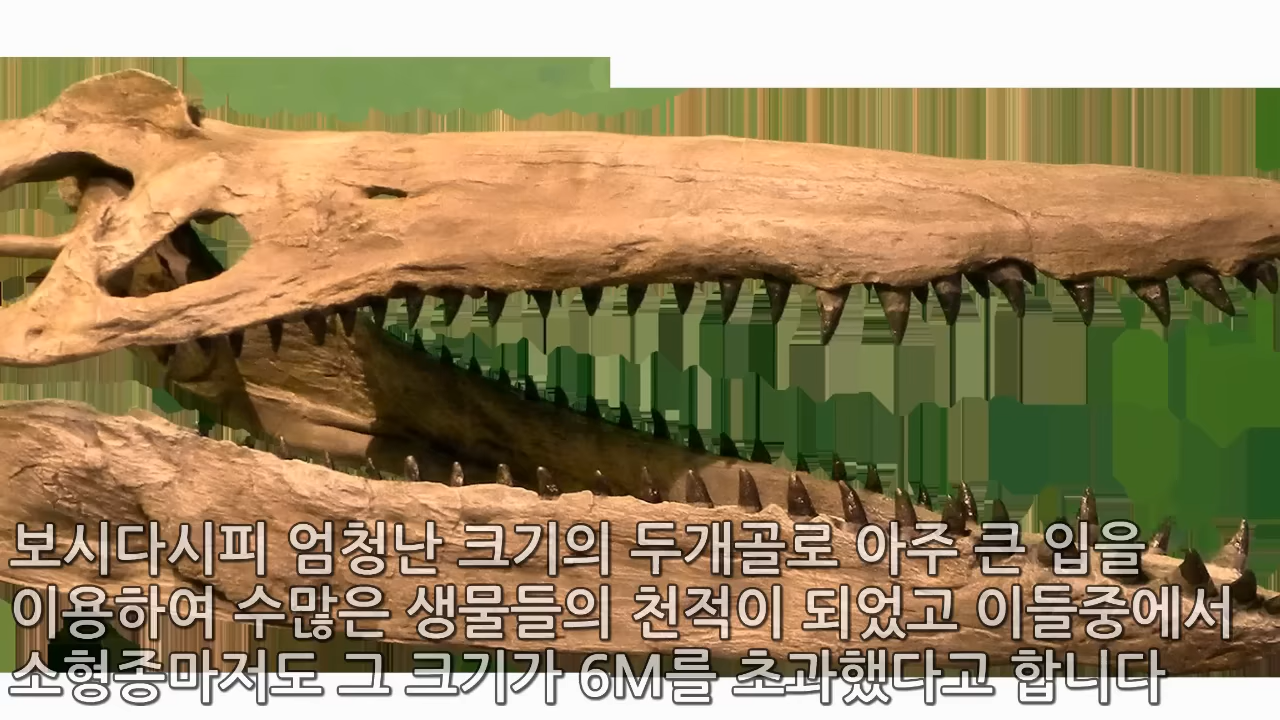 보시다시피 엄청난 크기의 두개골로 아주 큰 입을
이용하여 수많은 생물들의 천적이 되었고 이들중에서
소형종마저도 그 크기가 6M를 초과했다고 합니다